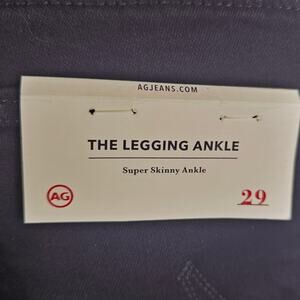 AGJEANS.COM
THE LEGGING ANKLE
Super Skinny Ankle
AG
29